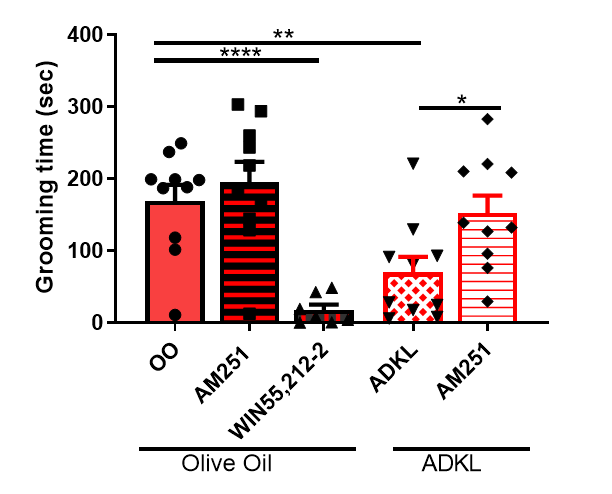 Grooming time (sec)
400
300
200
100
0
**
****
*
OO
AM251
WIN55,212-2
ADKL
AM251
Olive Oil
ADKL